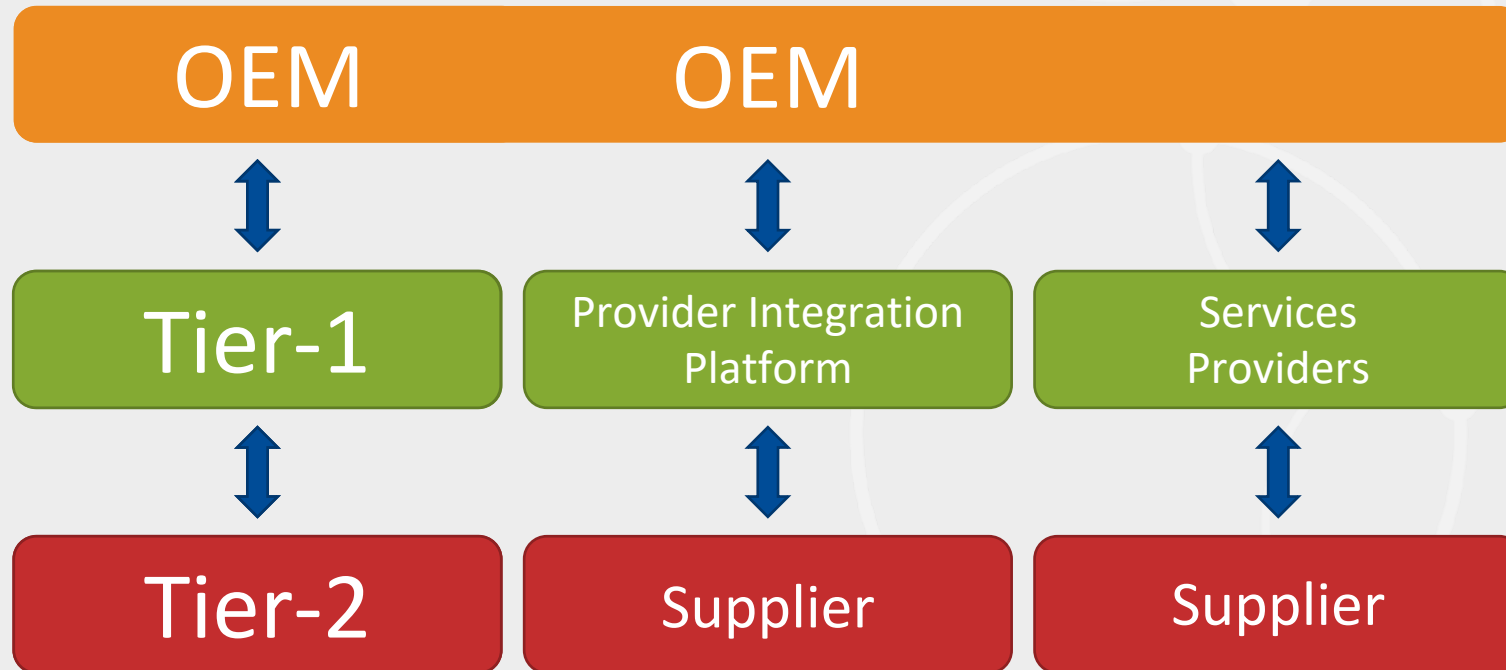 OEM OEM
Tier-1
Provider Integration
Platform
Services
Providers
Tier-2
Supplier
Supplier